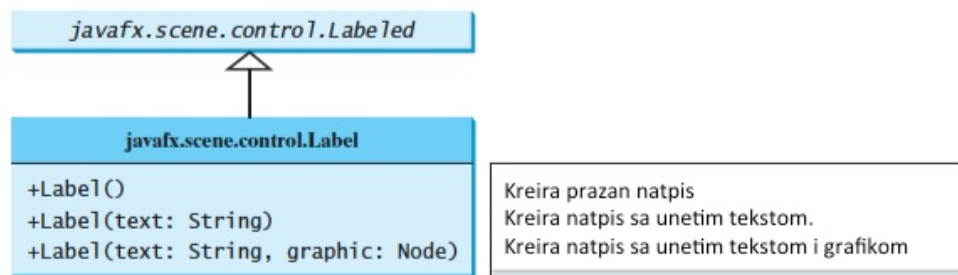 javafx.scene.control.Labeled
javafx.scene.control.Label
+Label()
+Label(text: String)
+Label(text: String, graphic: Node)
Kreira prazan natpis
Kreira natpis sa unetim tekstom.
Kreira natpis sa unetim tekstom i grafikom